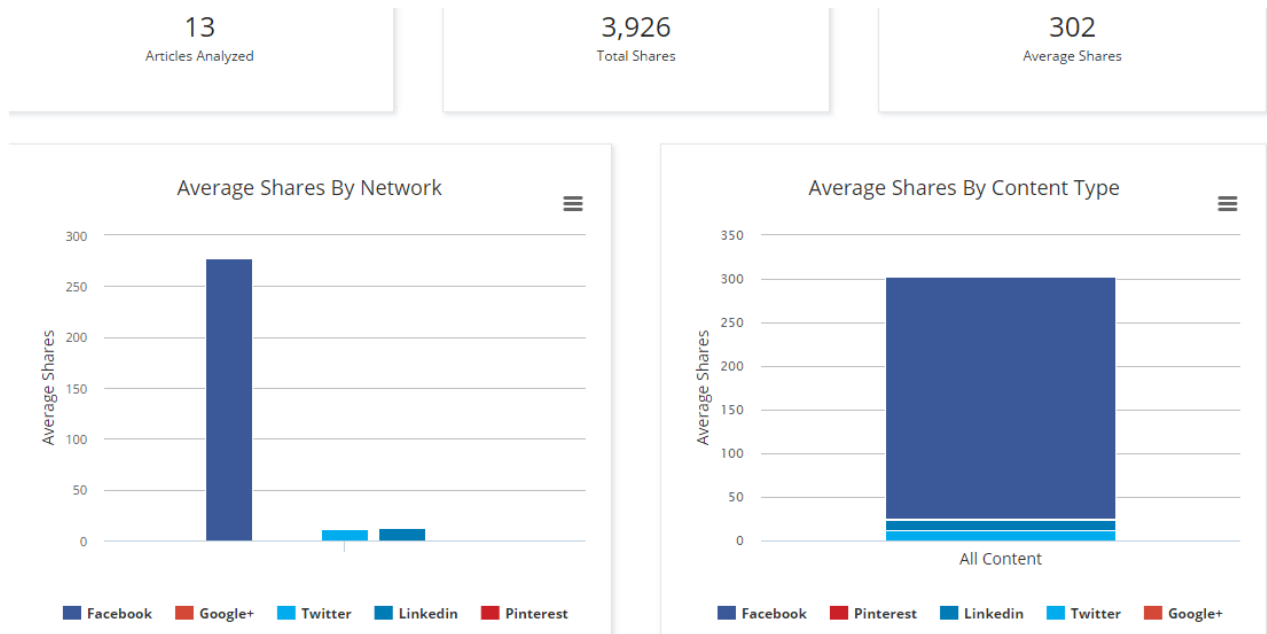 13
Articles Analyzed
3,926
Total Shares
302
Average Shares
Average Shares By Network
300
250
200
150
100
50
0
Average Shares
Facebook Google+ Twitter Linkedin Pinterest
Average Shares By Content Type
350
300
250
200
150
100
50
0
Average Shares
All Content
Facebook Pinterest Linkedin Twitter Google+